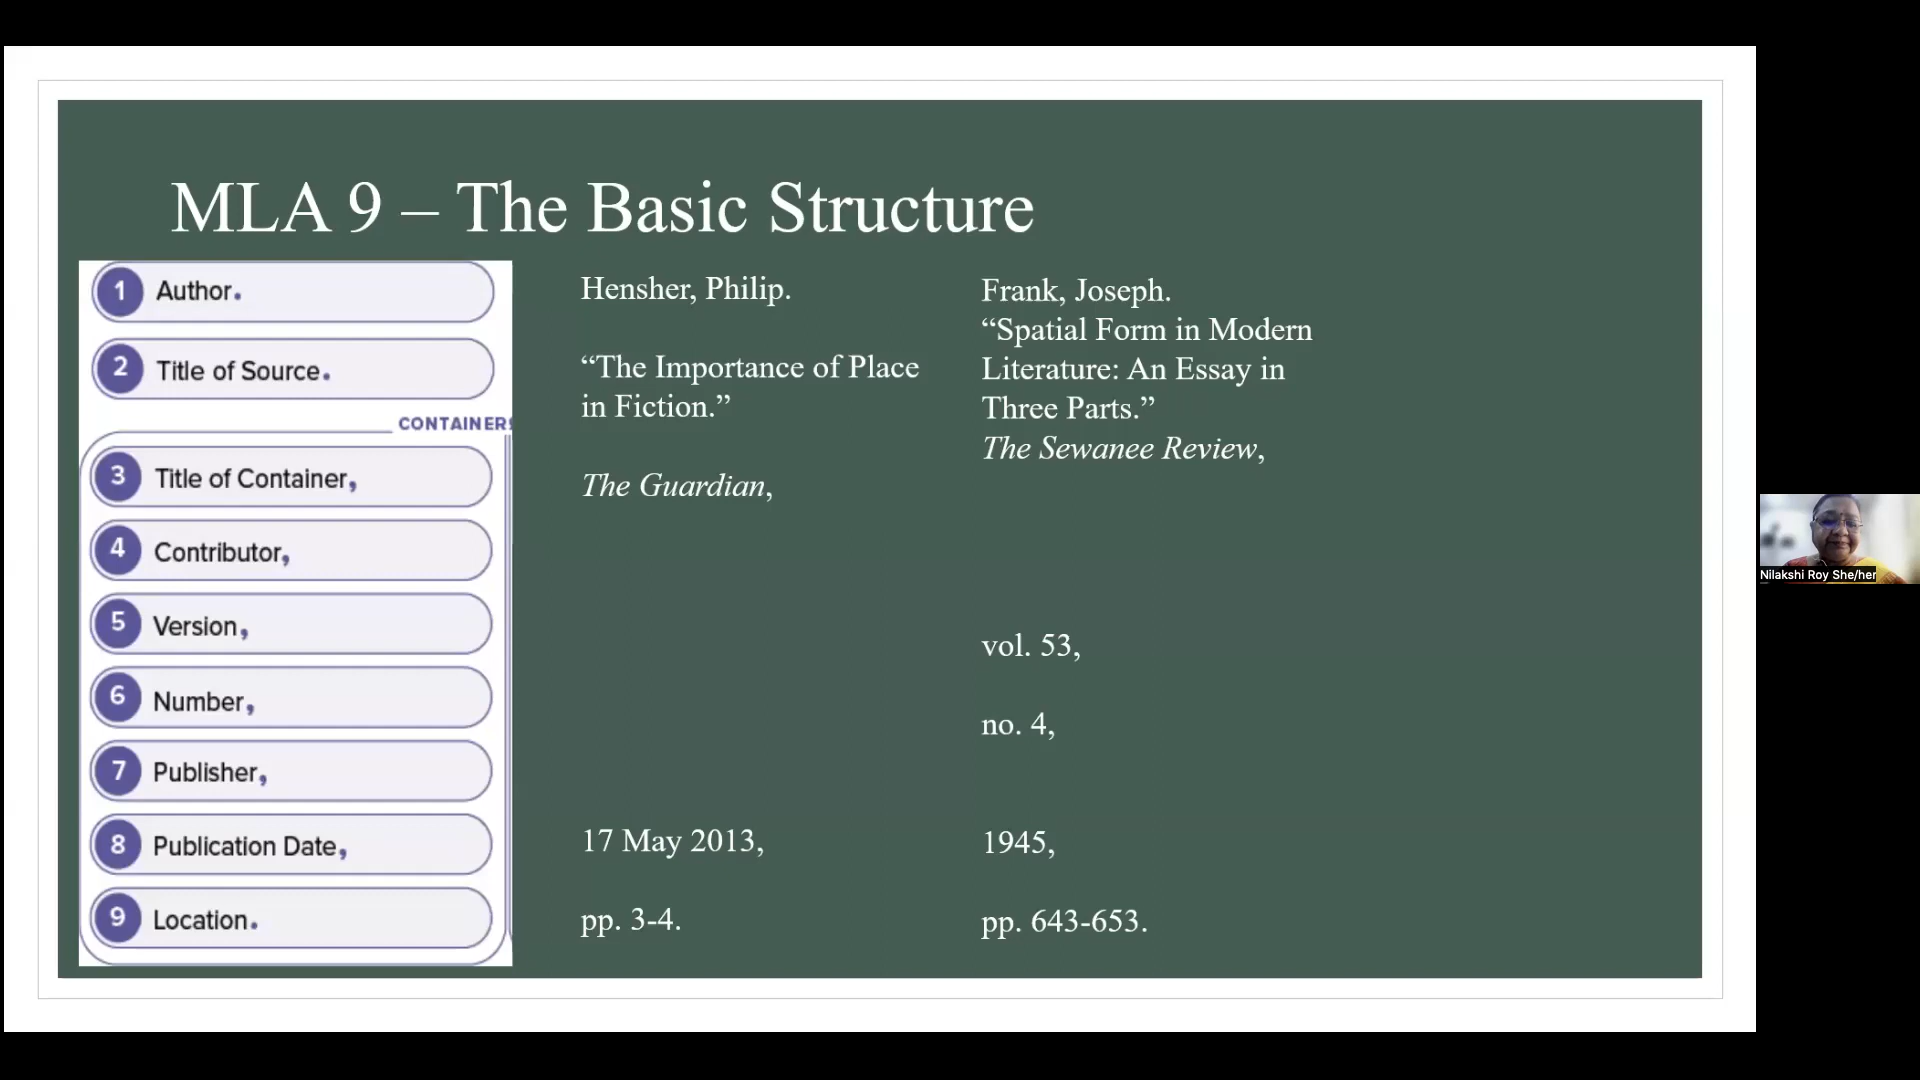 MLA 9 – The Basic Structure
1 Author.
2 Title of Source.
CONTAINERS
3 Title of Container,
4 Contributor,
5 Version,
6 Number,
7 Publisher,
8 Publication Date,
9 Location.
Hensher, Philip.
“The Importance of Place
in Fiction.”
The Guardian,
17 May 2013,
pp. 3-4.
Frank, Joseph.
“Spatial Form in Modern
Literature: An Essay in
Three Parts.”
The Sewanee Review,
vol. 53,
no. 4,
1945,
pp. 643-653.
Nilakshi Roy She/her